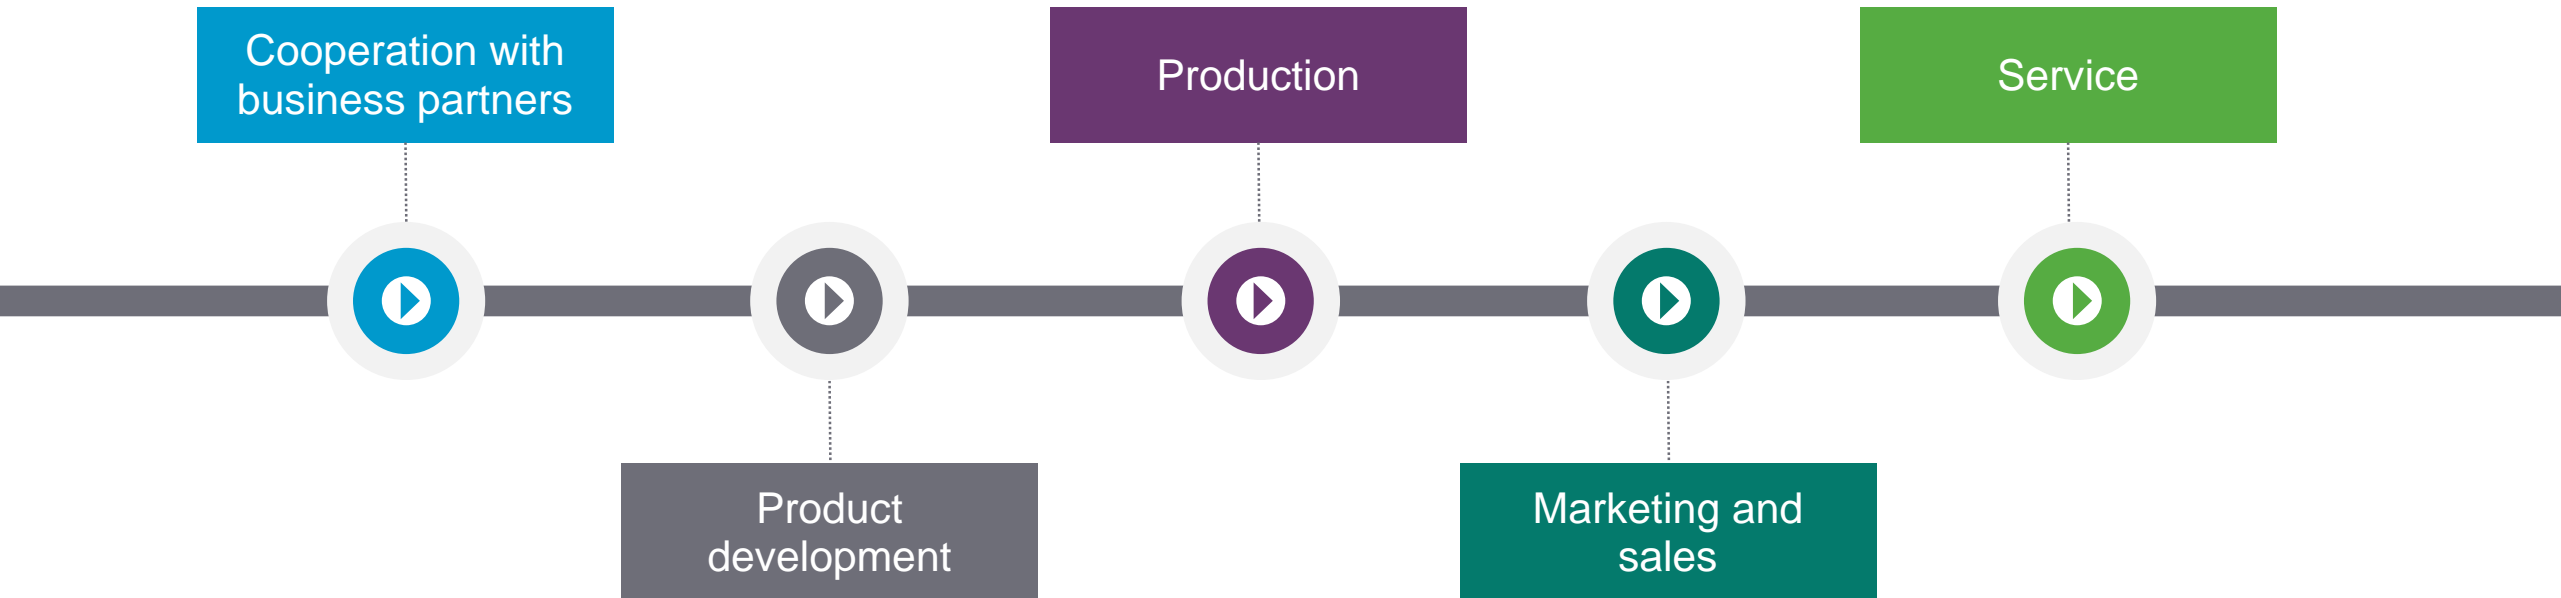 Cooperation with
business partners
Product
development
Production
Marketing and
sales
Service